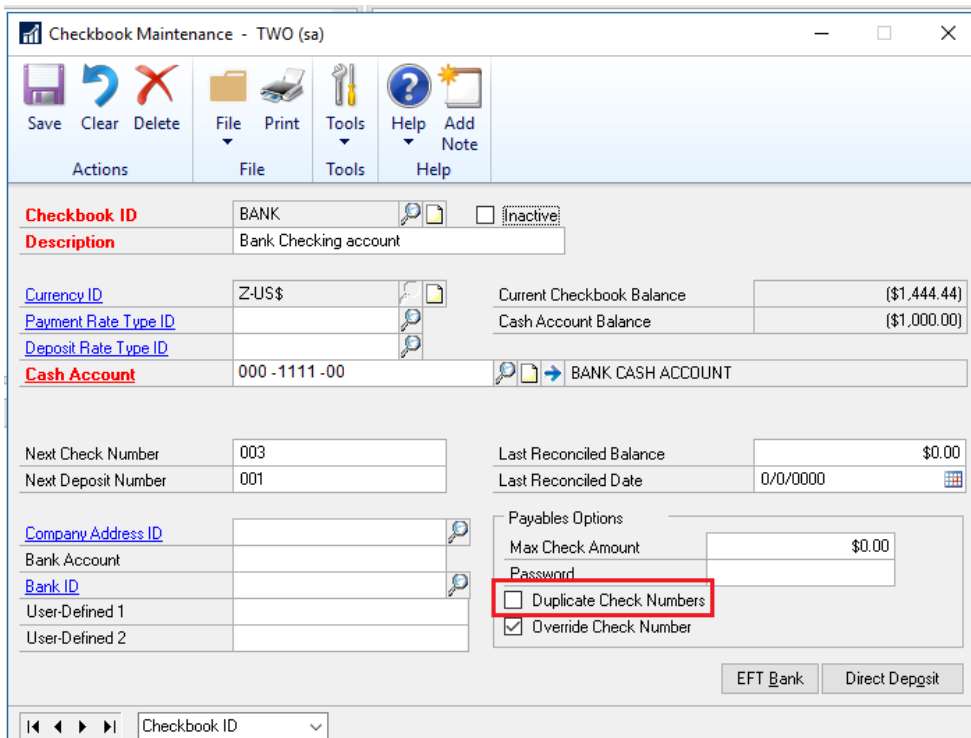 Checkbook Maintenance - TWO (sa)
Save Clear Delete File Print Tools Help Add Note
Actions File Tools Help
Checkbook ID BANK Inactive
Description Bank Checking account
Currency ID Z-US$ Current Checkbook Balance ($1,444.44)
Payment Rate Type ID Cash Account Balance ($1,000.00)
Deposit Rate Type ID
Cash Account 000 -1111 -00 BANK CASH ACCOUNT
Next Check Number 003 Last Reconciled Balance $0.00
Next Deposit Number 001 Last Reconciled Date 0/0/0000
Payables Options
Company Address ID
Max Check Amount $0.00
Bank Account
Password
Bank ID
Duplicate Check Numbers
User-Defined 1
Override Check Number
User-Defined 2
EFT Bank Direct Deposit
Checkbook ID